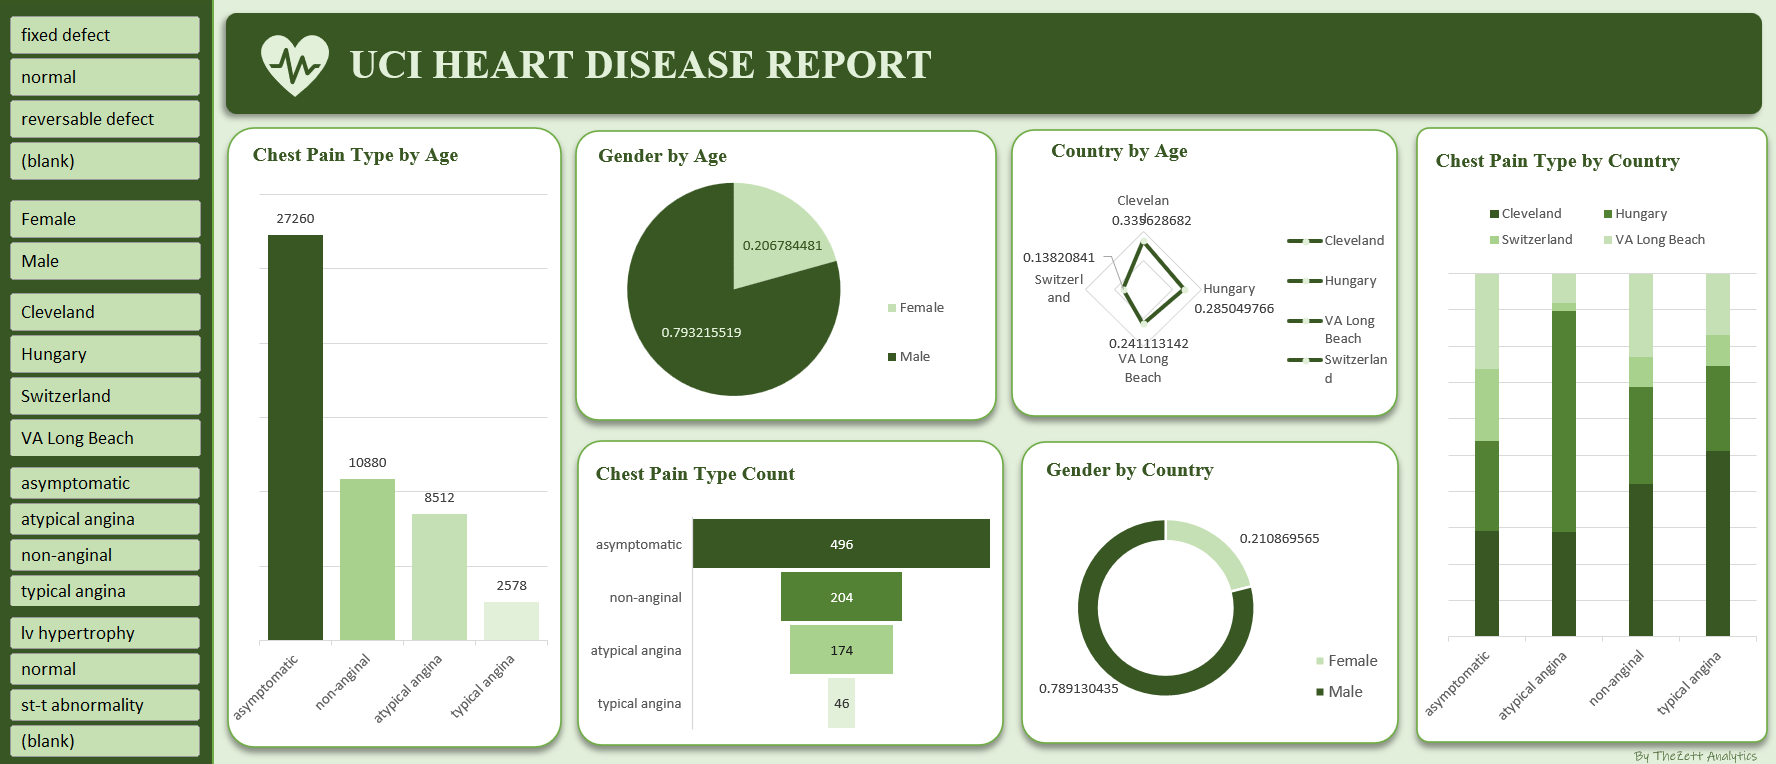 fixed defect
normal
reversable defect
(blank)
Female
Male
Cleveland
Hungary
Switzerland
VA Long Beach
asymptomatic
atypical angina
non-anginal
typical angina
lv hypertrophy
normal
st-t abnormality
(blank)
UCI HEART DISEASE REPORT
Chest Pain Type by Age
27260
10880
8512
2578
asymptomatic
non-anginal
atypical angina
typical angina
Gender by Age
0.206784481
0.793215519
Female
Male
Country by Age
Clevelan
d
0.335628682
0.13820841
Switzerl
and
Hungary
0.285049766
0.241113142
VA Long
Beach
Cleveland
Hungary
VA Long
Beach
Switzerlan
d
Chest Pain Type Count
asymptomatic
496
non-anginal
204
atypical angina
174
typical angina
46
Gender by Country
0.210869565
0.789130435
Female
Male
Chest Pain Type by Country
Cleveland
Hungary
Switzerland
VA Long Beach
asymptomatic
atypical angina
non-anginal
typical angina
By TheZett Analytics